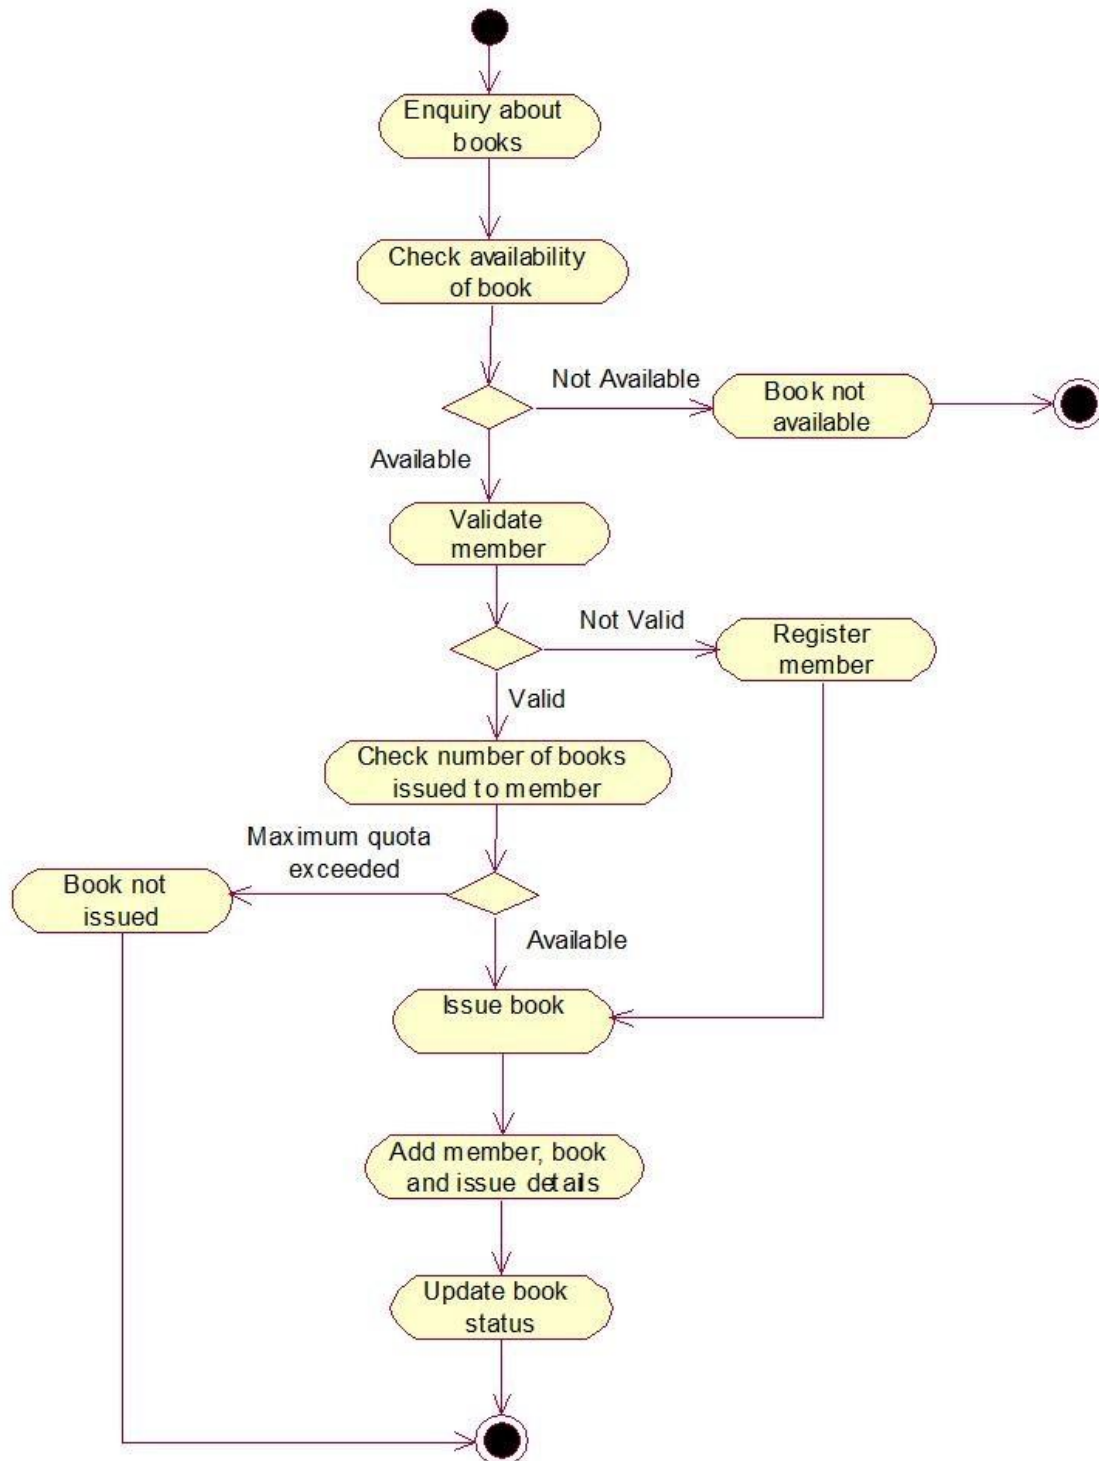 Enquiry about
books
Check availability
of book
Not Available
Book not
available
Available
Validate
member
Not Valid
Register
member
Valid
Check number of books
issued to member
Maximum quota
exceeded
Book not
issued
Available
Issue book
Add member, book
and issue details
Update book
status